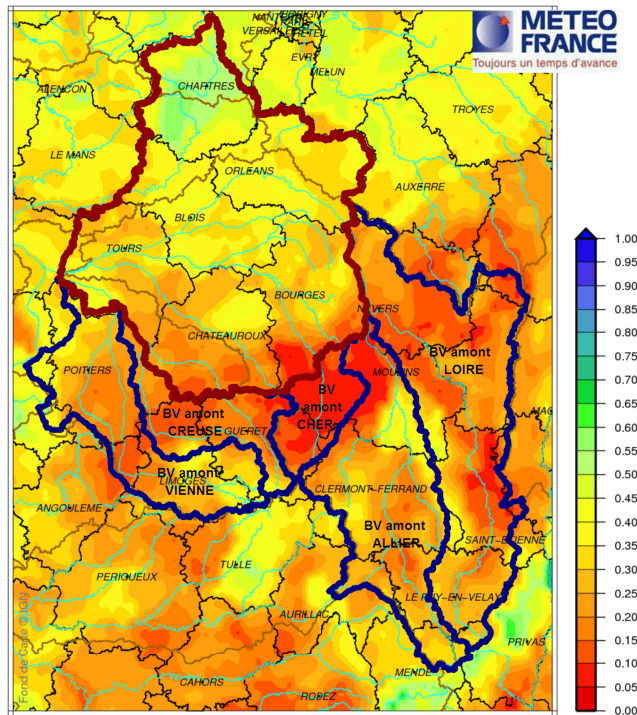 METEO
FRANCE
Toujours un temps d'avance
MELUN
CHARTRES
ALENCON
TROYES
LE MANS
ORLEANS
AUXERRE
BLOIS
TOURS
BOURGES
NEVERS
CHATEAUROUX
BV amont
LOIRE
POITIERS
MOULINS
BV
amont
CHER
BV amont
CREUSE
GUERET
BV amont
LIMOGES
VIENNE
CLERMONT-FERRAND
ANGOULEME
BV amont
ALLIER
SAINT-ETIENNE
TULLE
PERIGUEUX
LE PUY-EN-VELAY
AURILLAC
PRIVAS
MENDE
CAHORS
RODEZ
Fond de Carte © IGN
1.00
0.95
0.90
0.85
0.80
0.75
0.70
0.65
0.60
0.55
0.50
0.45
0.40
0.35
0.30
0.25
0.20
0.15
0.10
0.05
0.00